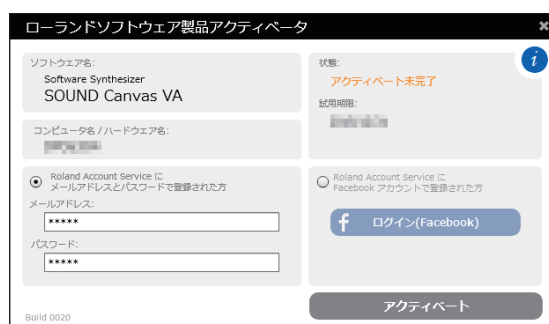 ローランドソフトウェア製品アクティベータ
ソフトウェア名:
Software Synthesizer
SOUND Canvas VA
状態:
アクティベート未完了
試用期限:
コンピュータ名 / ハードウェア名:
Roland Account Service に
メールアドレスとパスワードで登録された方
メールアドレス:
*****
パスワード:
*****
Roland Account Service に
Facebook アカウントで登録された方
f ログイン(Facebook)
アクティベート
Build 0020